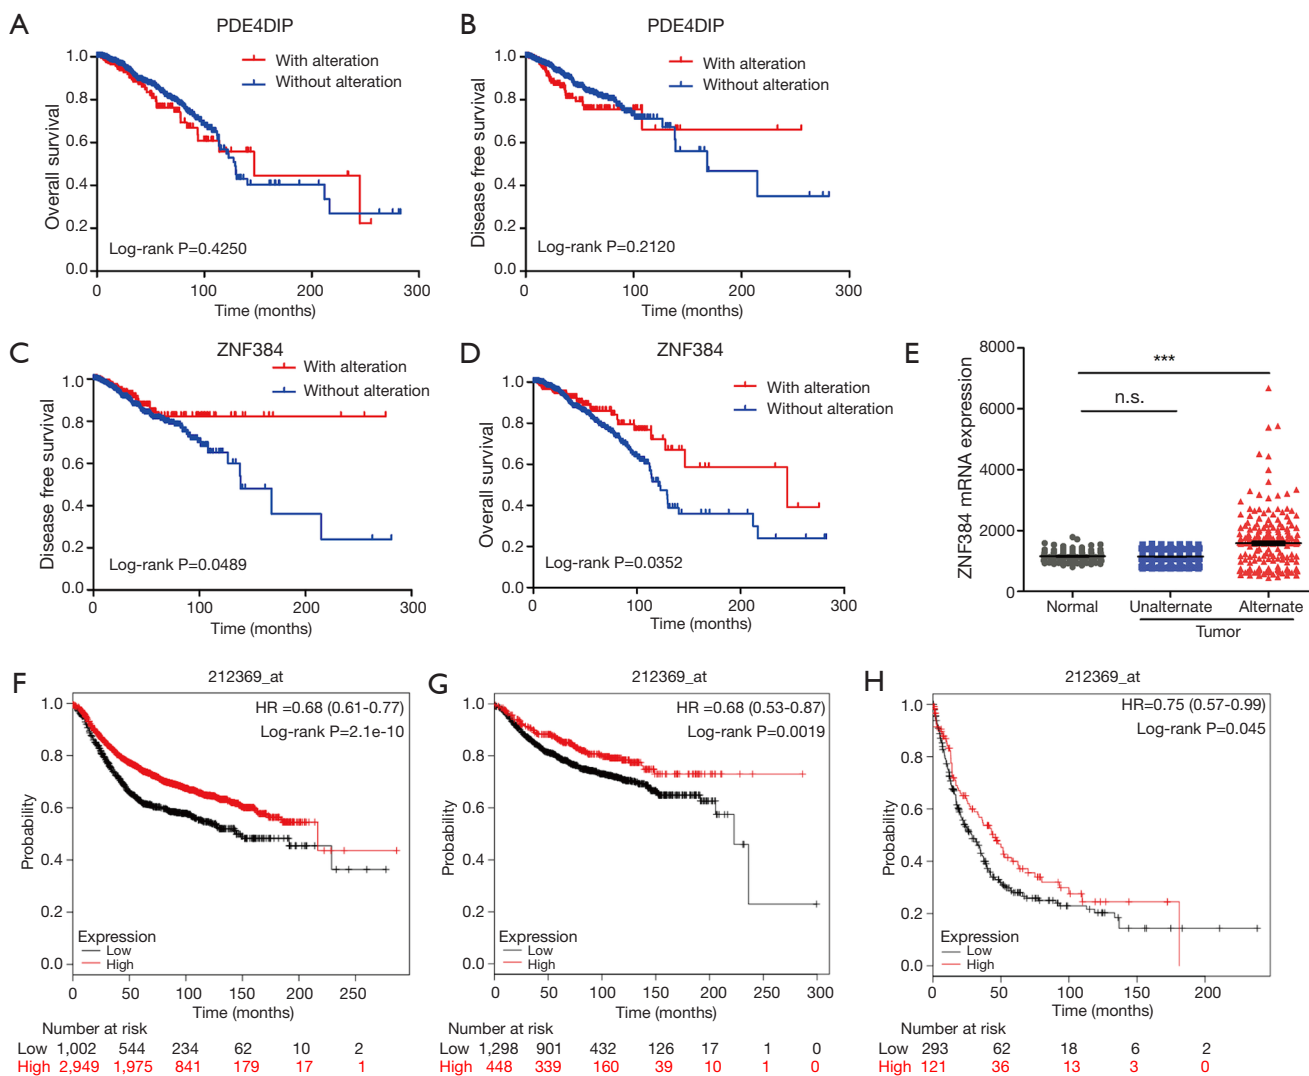 A
PDE4DIP
With alteration
Without alteration
Overall survival
1.0
0.8
0.6
0.4
0.2
0.0
Log-rank P=0.4250
0 100 200 300
Time (months)
B
PDE4DIP
With alteration
Without alteration
Disease free survival
1.0
0.8
0.6
0.4
0.2
0.0
Log-rank P=0.2120
0 100 200 300
Time (months)
C
ZNF384
With alteration
Without alteration
Disease free survival
1.0
0.8
0.6
0.4
0.2
0.0
Log-rank P=0.0489
0 100 200 300
Time (months)
D
ZNF384
With alteration
Without alteration
Overall survival
1.0
0.8
0.6
0.4
0.2
0.0
Log-rank P=0.0352
0 100 200 300
Time (months)
E
ZNF384 mRNA expression
8000
6000
4000
2000
0
***
n.s.
Normal Unalternate Alternate
Tumor
F
212369_at
HR =0.68 (0.61-0.77)
Log-rank P=2.1e-10
Probability
1.0
0.8
0.6
0.4
0.2
0.0
Expression
Low
High
0 50 100 150 200 250
Time (months)
Number at risk
Low 1,002 544 234 62 10 2
High 2,949 1,975 841 179 17 1
G
212369_at
HR =0.68 (0.53-0.87)
Log-rank P=0.0019
Probability
1.0
0.8
0.6
0.4
0.2
0.0
Expression
Low
High
0 50 100 150 200 250 300
Time (months)
Number at risk
Low 1,298 901 432 126 17 1 0
High 448 339 160 39 10 1 0
H
212369_at
HR=0.75 (0.57-0.99)
Log-rank P=0.045
Probability
1.0
0.8
0.6
0.4
0.2
0.0
Expression
Low
High
0 50 100 150 200
Time (months)
Number at risk
Low 293 62 18 6 2
High 121 36 13 3 0